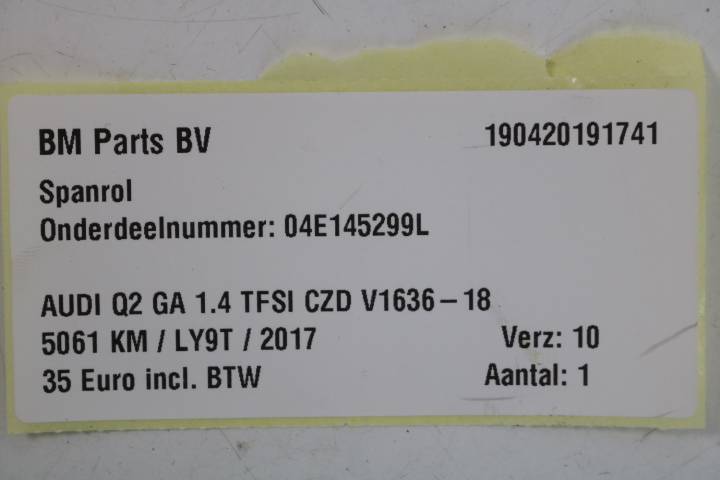 BM Parts BV 190420191741
Spanrol
Onderdeelnummer: 04E145299L
AUDI Q2 GA 1.4 TFSI CZD V1636-18
5061 KM / LY9T / 2017 Verz: 10
35 Euro incl. BTW Aantal: 1